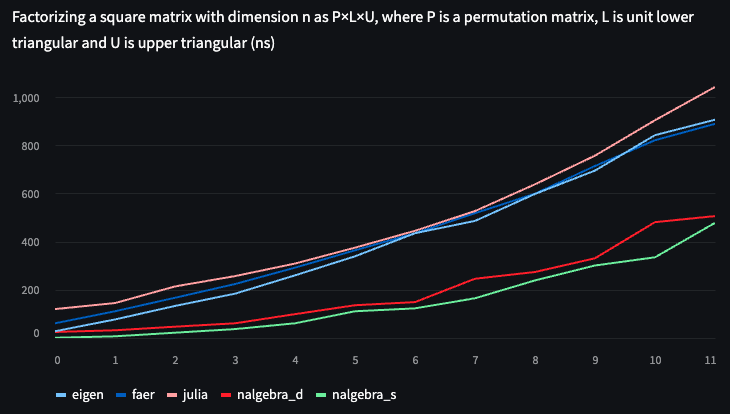 Factorizing a square matrix with dimension n as P×L×U, where P is a permutation matrix, L is unit lower
triangular and U is upper triangular (ns)
1,000
800
600
400
200
0
0 1 2 3 4 5 6 7 8 9 10 11
eigen faer julia nalgebra_d nalgebra_s